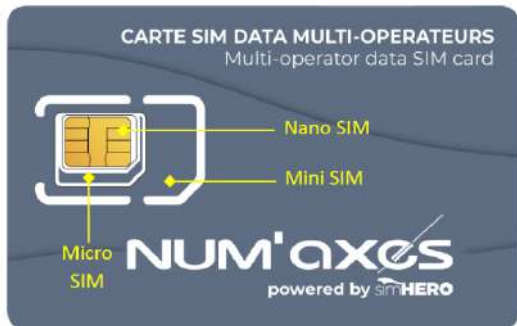 CARTE SIM DATA MULTI-OPERATEURS
Multi-operator data SIM card
Nano SIM
Mini SIM
Micro
SIM
NUM'axes
powered by simHERO